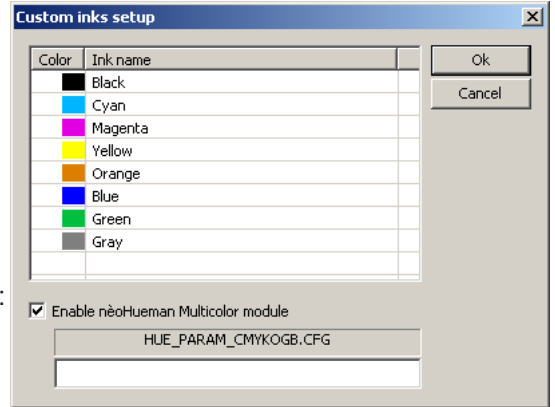 Custom inks setup
Color Ink name
Ok
Black
Cancel
Cyan
Magenta
Yellow
Orange
Blue
Green
Gray
:
Enable nèoHueman Multicolor module
HUE_PARAM_CMYKOGB.CFG